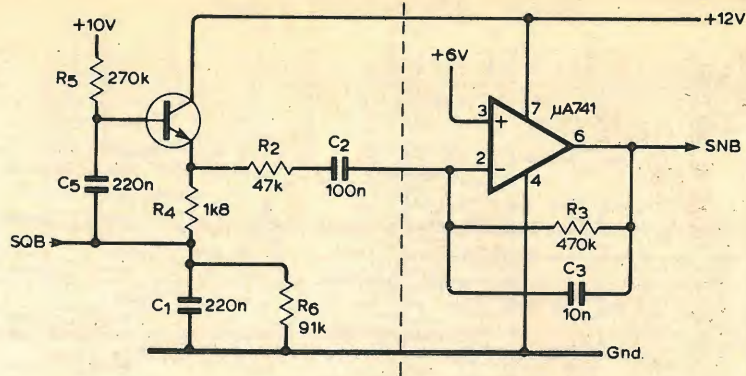 +12V
+10V
+6V
R5
270k
3
+
7
μA741
6
SNB
2
−
4
R2
47k
C2
100n
C5
220n
R4
1k8
R3
470k
SQB
C3
10n
C1
220n
R6
91k
Gnd.